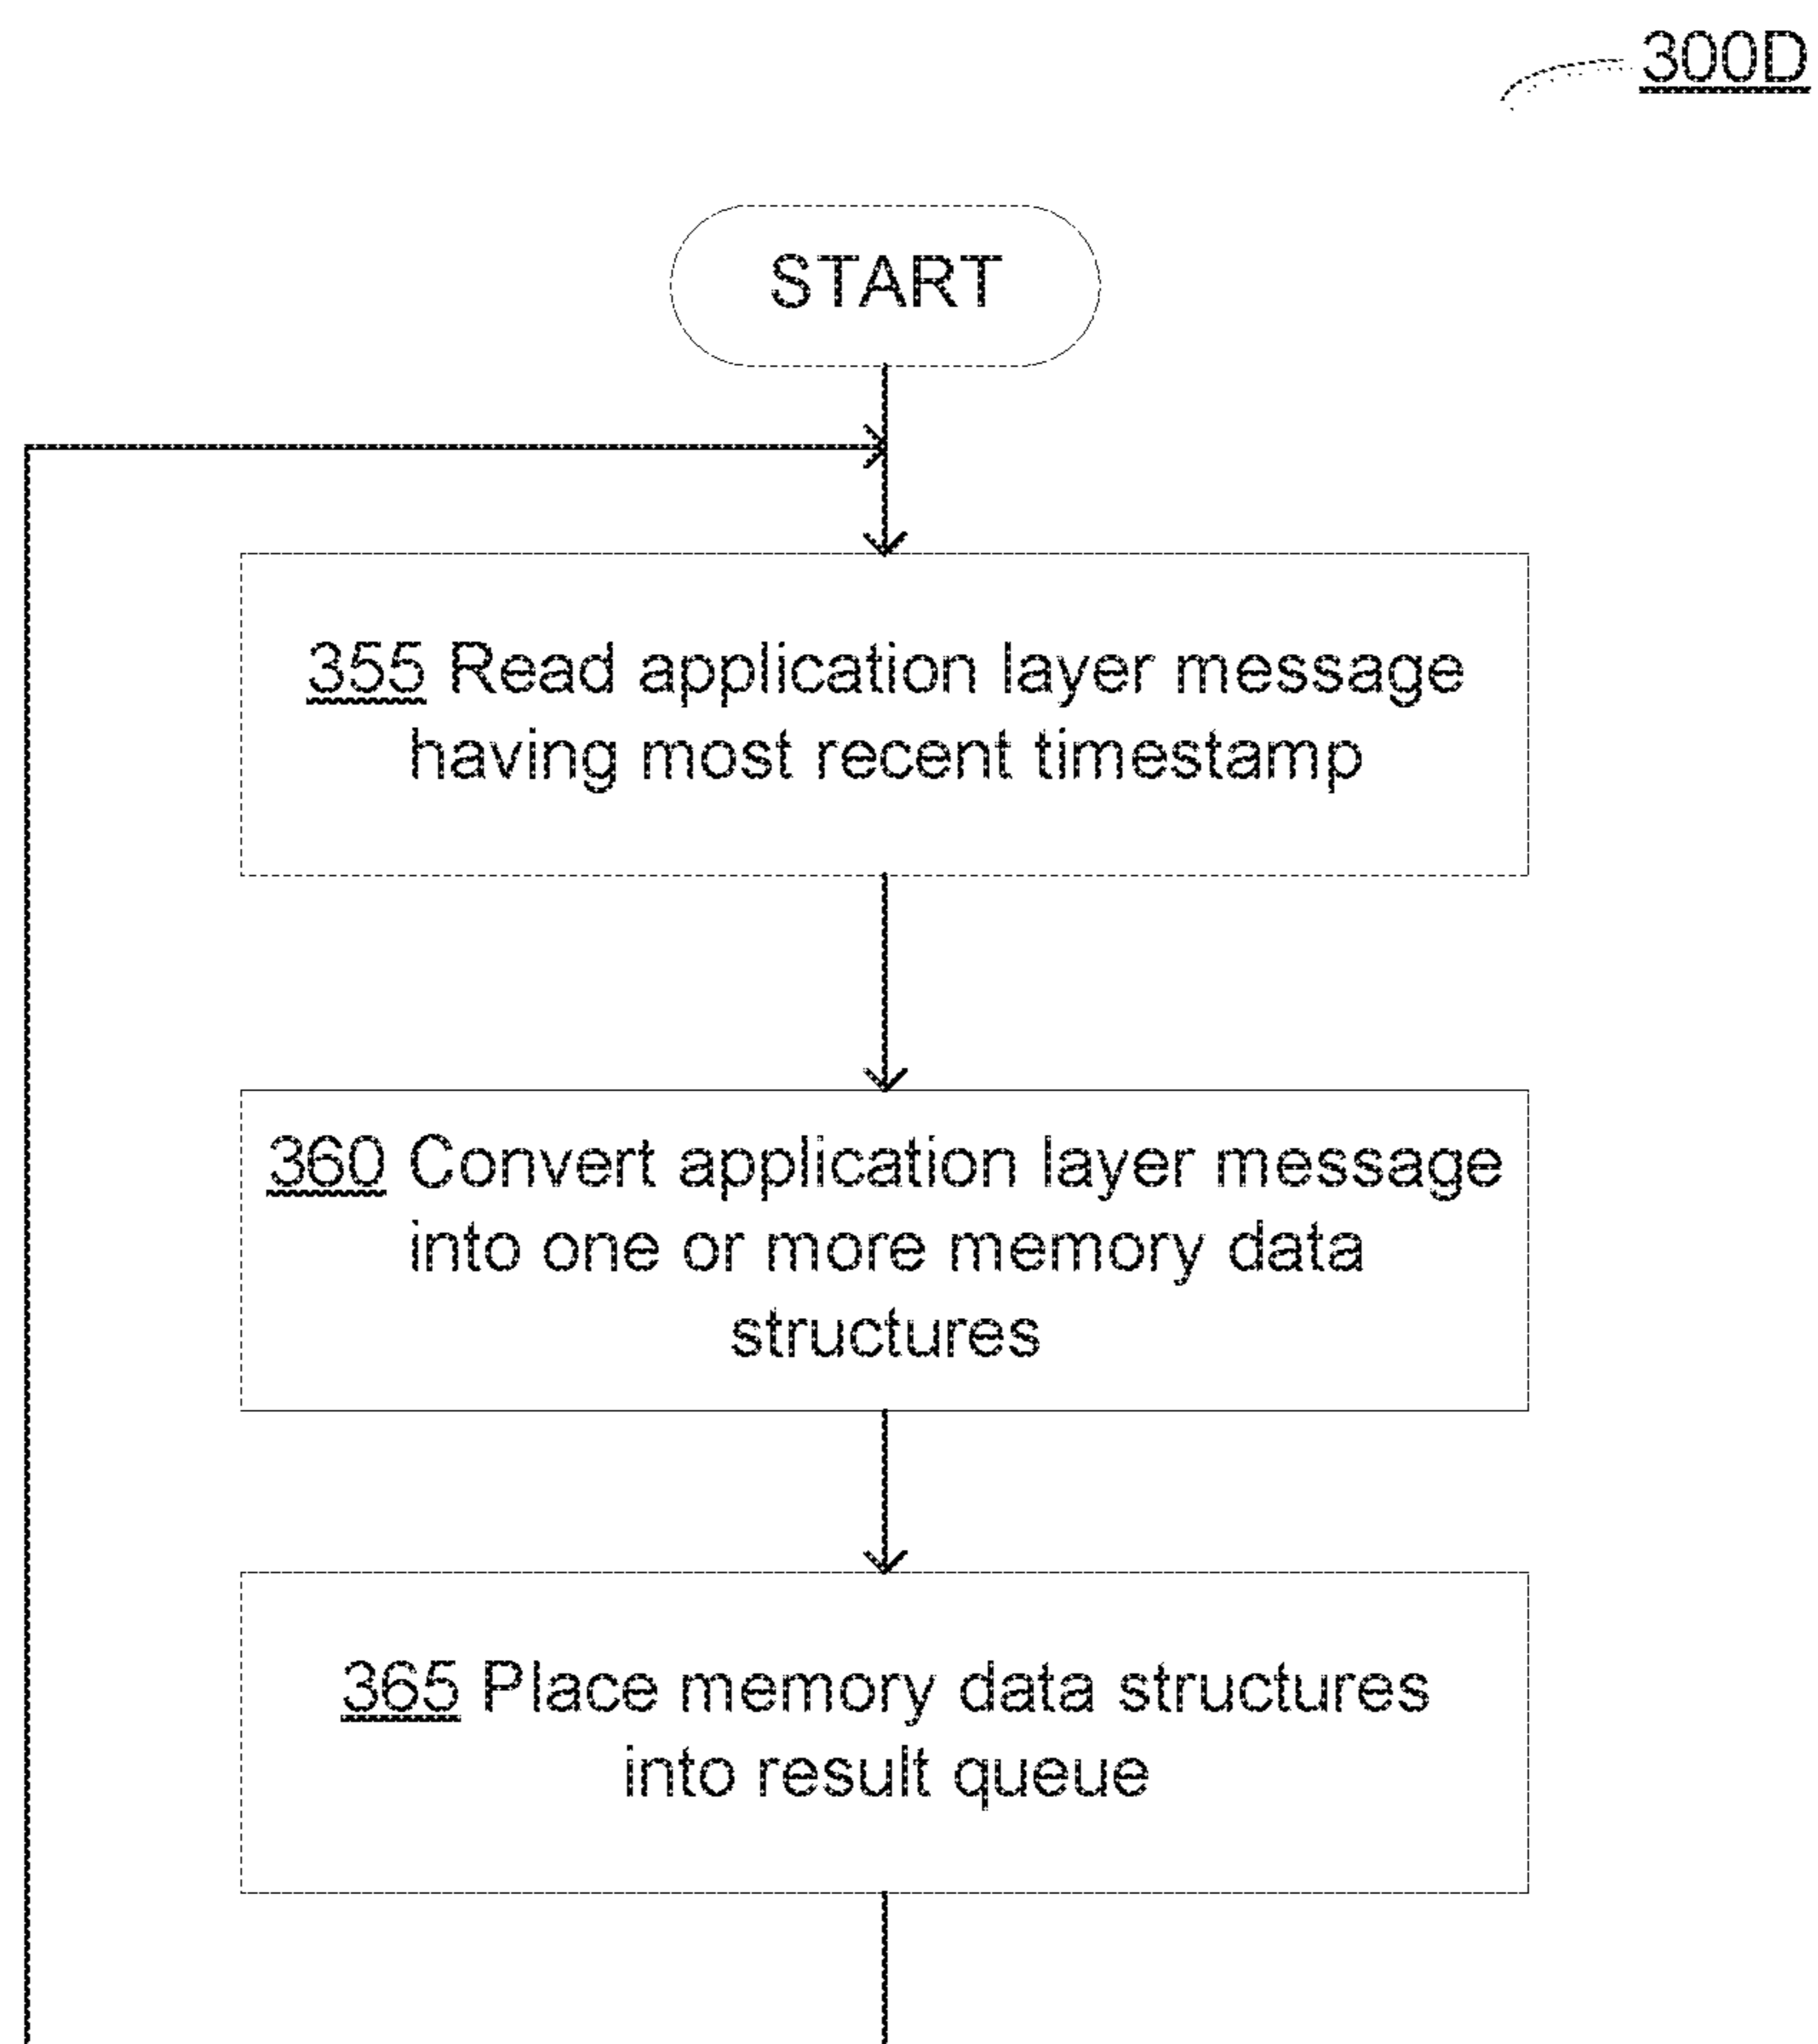 300D
START
355 Read application layer message
having most recent timestamp
360 Convert application layer message
into one or more memory data
structures
365 Place memory data structures
into result queue